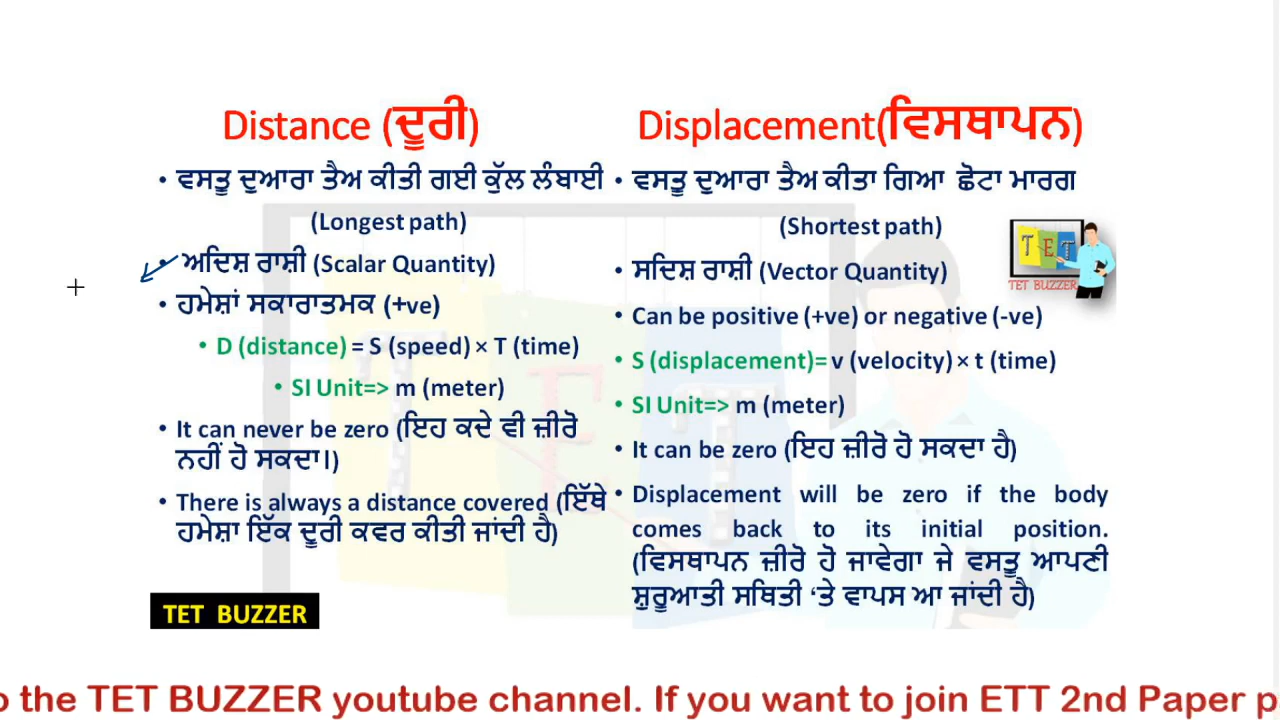 Distance (ਦੂਰੀ)
• ਵਸਤੂ ਦੁਆਰਾ ਤੈਅ ਕੀਤੀ ਗਈ ਕੁੱਲ ਲੰਬਾਈ
(Longest path)
• ਅਦਿਸ਼ ਰਾਸ਼ੀ (Scalar Quantity)
• ਹਮੇਸ਼ਾਂ ਸਕਾਰਾਤਮਕ (+ve)
• D (distance) = S (speed) × T (time)
• SI Unit=> m (meter)
• It can never be zero (ਇਹ ਕਦੇ ਵੀ ਜ਼ੀਰੋ
ਨਹੀਂ ਹੋ ਸਕਦਾ।)
• There is always a distance covered (ਇੱਥੇ
ਹਮੇਸ਼ਾ ਇੱਕ ਦੂਰੀ ਕਵਰ ਕੀਤੀ ਜਾਂਦੀ ਹੈ)
TET BUZZER
Displacement(ਵਿਸਥਾਪਨ)
• ਵਸਤੂ ਦੁਆਰਾ ਤੈਅ ਕੀਤਾ ਗਿਆ ਛੋਟਾ ਮਾਰਗ
(Shortest path)
• ਸਦਿਸ਼ ਰਾਸ਼ੀ (Vector Quantity)
• Can be positive (+ve) or negative (-ve)
• S (displacement)= v (velocity) × t (time)
• SI Unit=> m (meter)
• It can be zero (ਇਹ ਜ਼ੀਰੋ ਹੋ ਸਕਦਾ ਹੈ)
• Displacement will be zero if the body
comes back to its initial position.
(ਵਿਸਥਾਪਨ ਜ਼ੀਰੋ ਹੋ ਜਾਵੇਗਾ ਜੇ ਵਸਤੂ ਆਪਣੀ
ਸ਼ੁਰੂਆਤੀ ਸਥਿਤੀ ‘ਤੇ ਵਾਪਸ ਆ ਜਾਂਦੀ ਹੈ)
TET
TET BUZZER
o the TET BUZZER youtube channel. If you want to join ETT 2nd Paper p